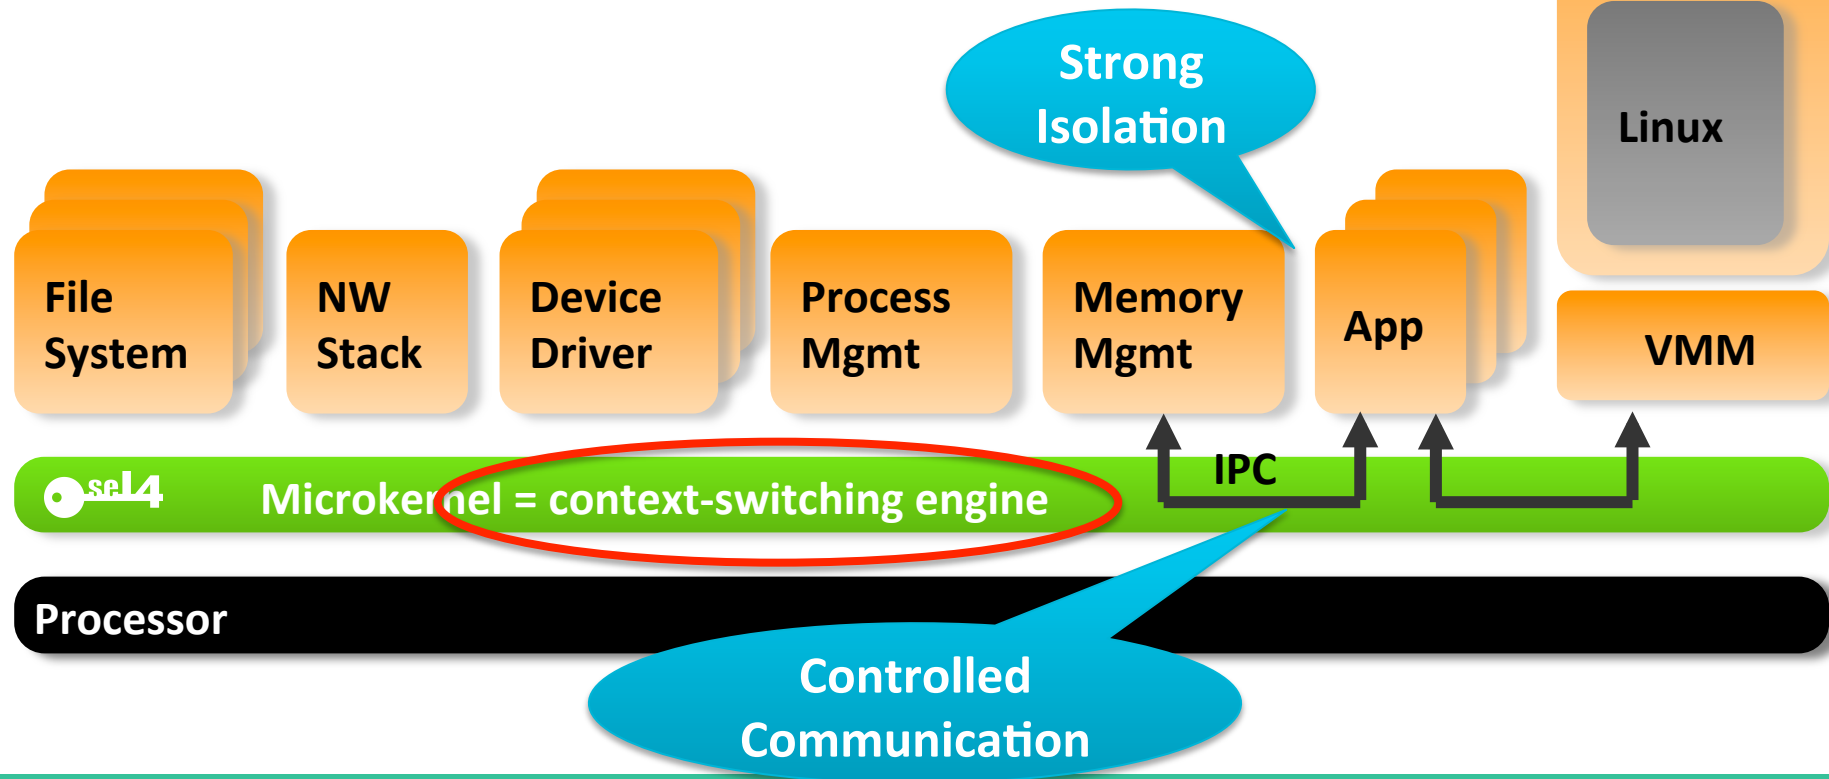 Strong
Isolation
Linux
File
System
NW
Stack
Device
Driver
Process
Mgmt
Memory
Mgmt
App
VMM
IPC
seL4
Microkernel = context-switching engine
Processor
Controlled
Communication